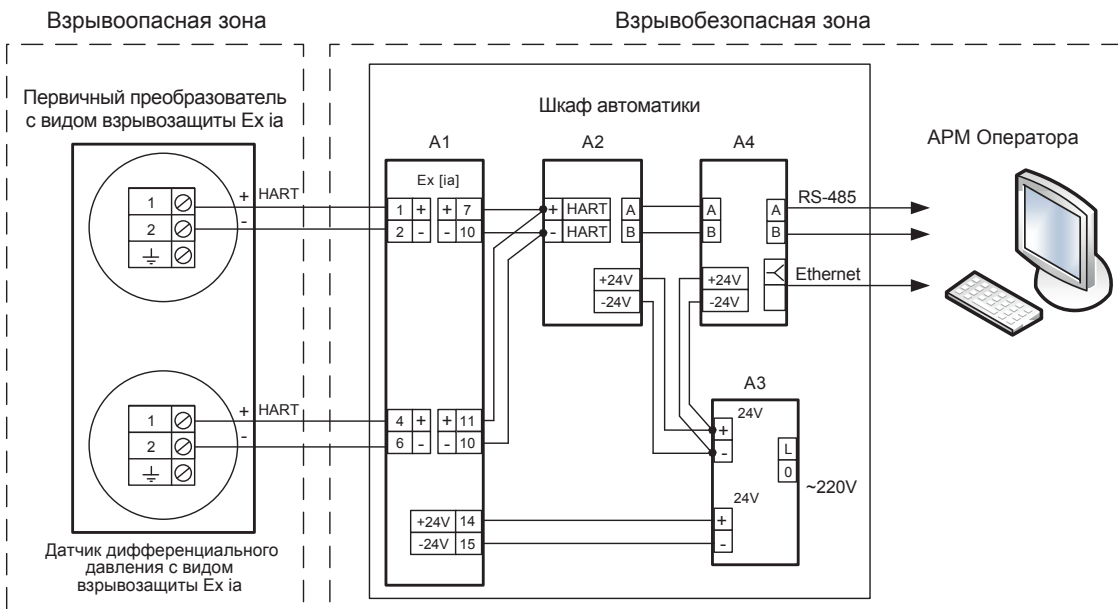 Взрывоопасная зона
Взрывобезопасная зона
Первичный преобразователь
с видом взрывозащиты Ex ia
Шкаф автоматики
АРМ Оператора
A1
A2
A4
Ex [ia]
1
2
+ HART
-
1 + + 7
2 - - 10
+ HART
- HART
A
B
A
B
A
B
RS-485
Ethernet
+24V
-24V
+24V
-24V
A3
24V
+
-
L
0
~220V
24V
+
-
1
2
+ HART
-
4 + + 11
6 - - 10
+24V 14
-24V 15
Датчик дифференциального
давления с видом
взрывозащиты Ex ia